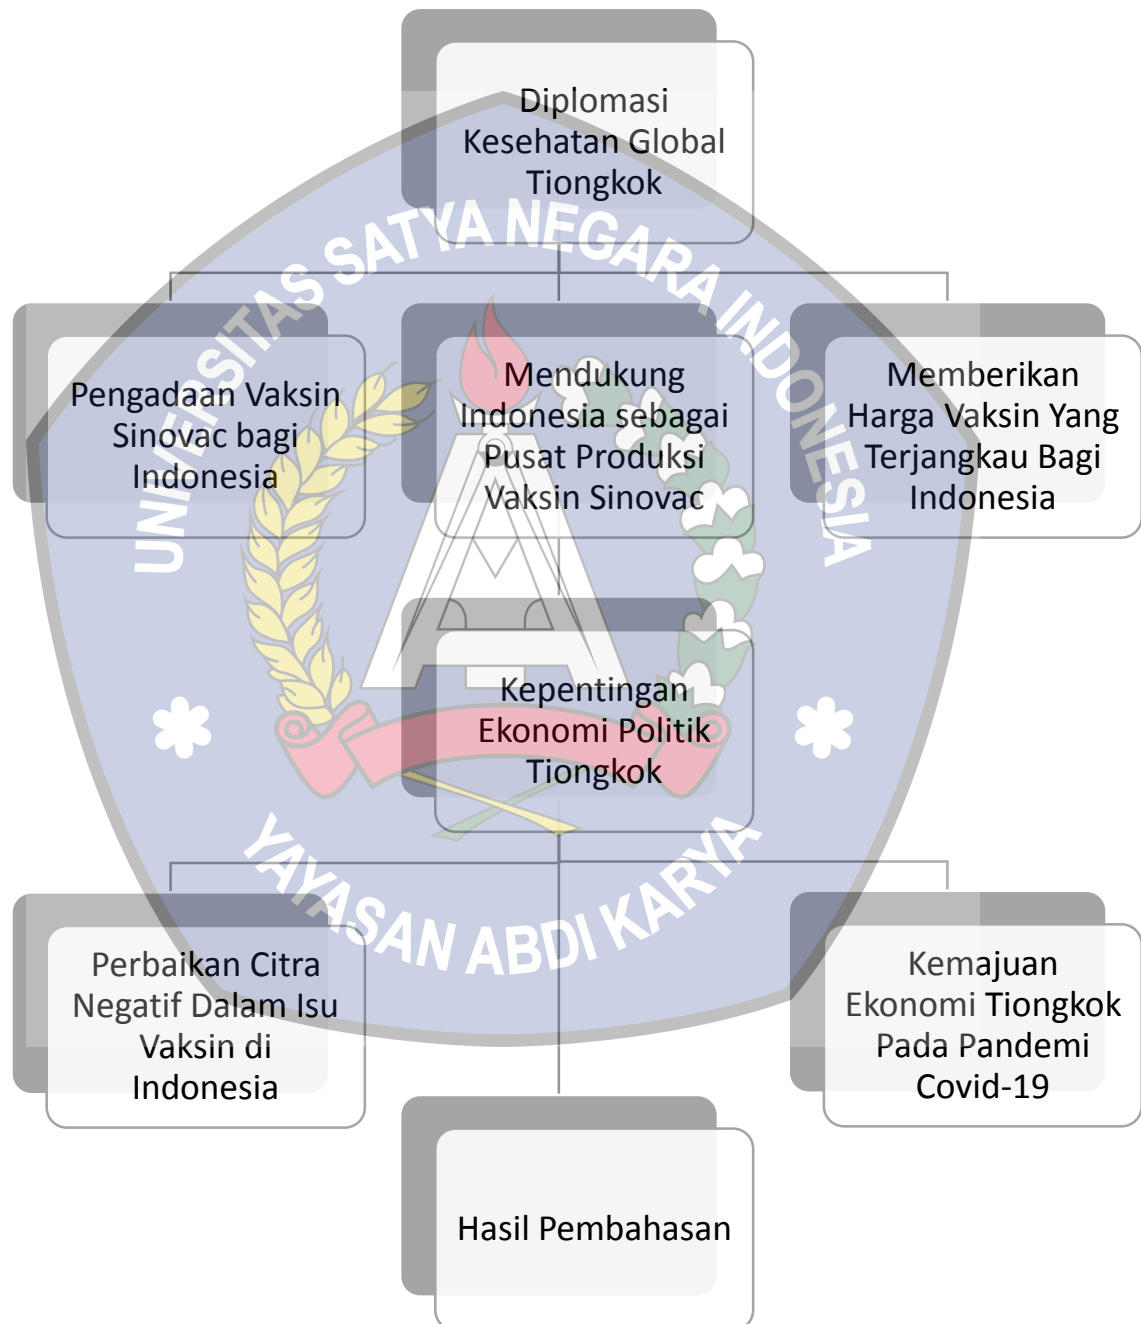 Diplomasi
Kesehatan Global
Tiongkok
UNIVERSITAS SATYA NEGARA INDONESIA
Pengadaan Vaksin
Sinovac bagi
Indonesia
Mendukung
Indonesia sebagai
Pusat Produksi
Vaksin Sinovac
Memberikan
Harga Vaksin Yang
Terjangkau Bagi
Indonesia
Kepentingan
Ekonomi Politik
Tiongkok
YAYASAN ABDI KARYA
Perbaikan Citra
Negatif Dalam Isu
Vaksin di
Indonesia
Kemajuan
Ekonomi Tiongkok
Pada Pandemi
Covid-19
Hasil Pembahasan